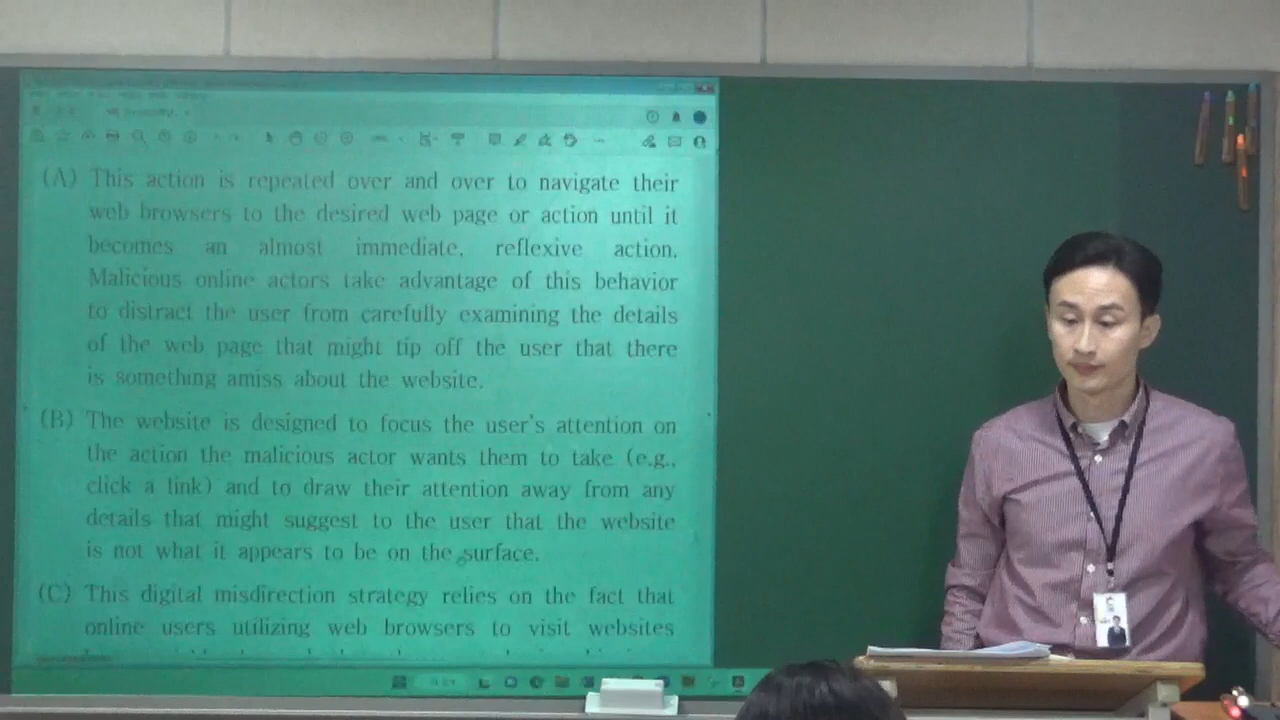 (A) This action is repeated over and over to navigate their
web browsers to the desired web page or action until it
becomes an almost immediate, reflexive action.
Malicious online actors take advantage of this behavior
to distract the user from carefully examining the details
of the web page that might tip off the user that there
is something amiss about the website.
(B) The website is designed to focus the user's attention on
the action the malicious actor wants them to take (e.g.,
click a link) and to draw their attention away from any
details that might suggest to the user that the website
is not what it appears to be on the surface.
(C) This digital misdirection strategy relies on the fact that
online users utilizing web browsers to visit websites